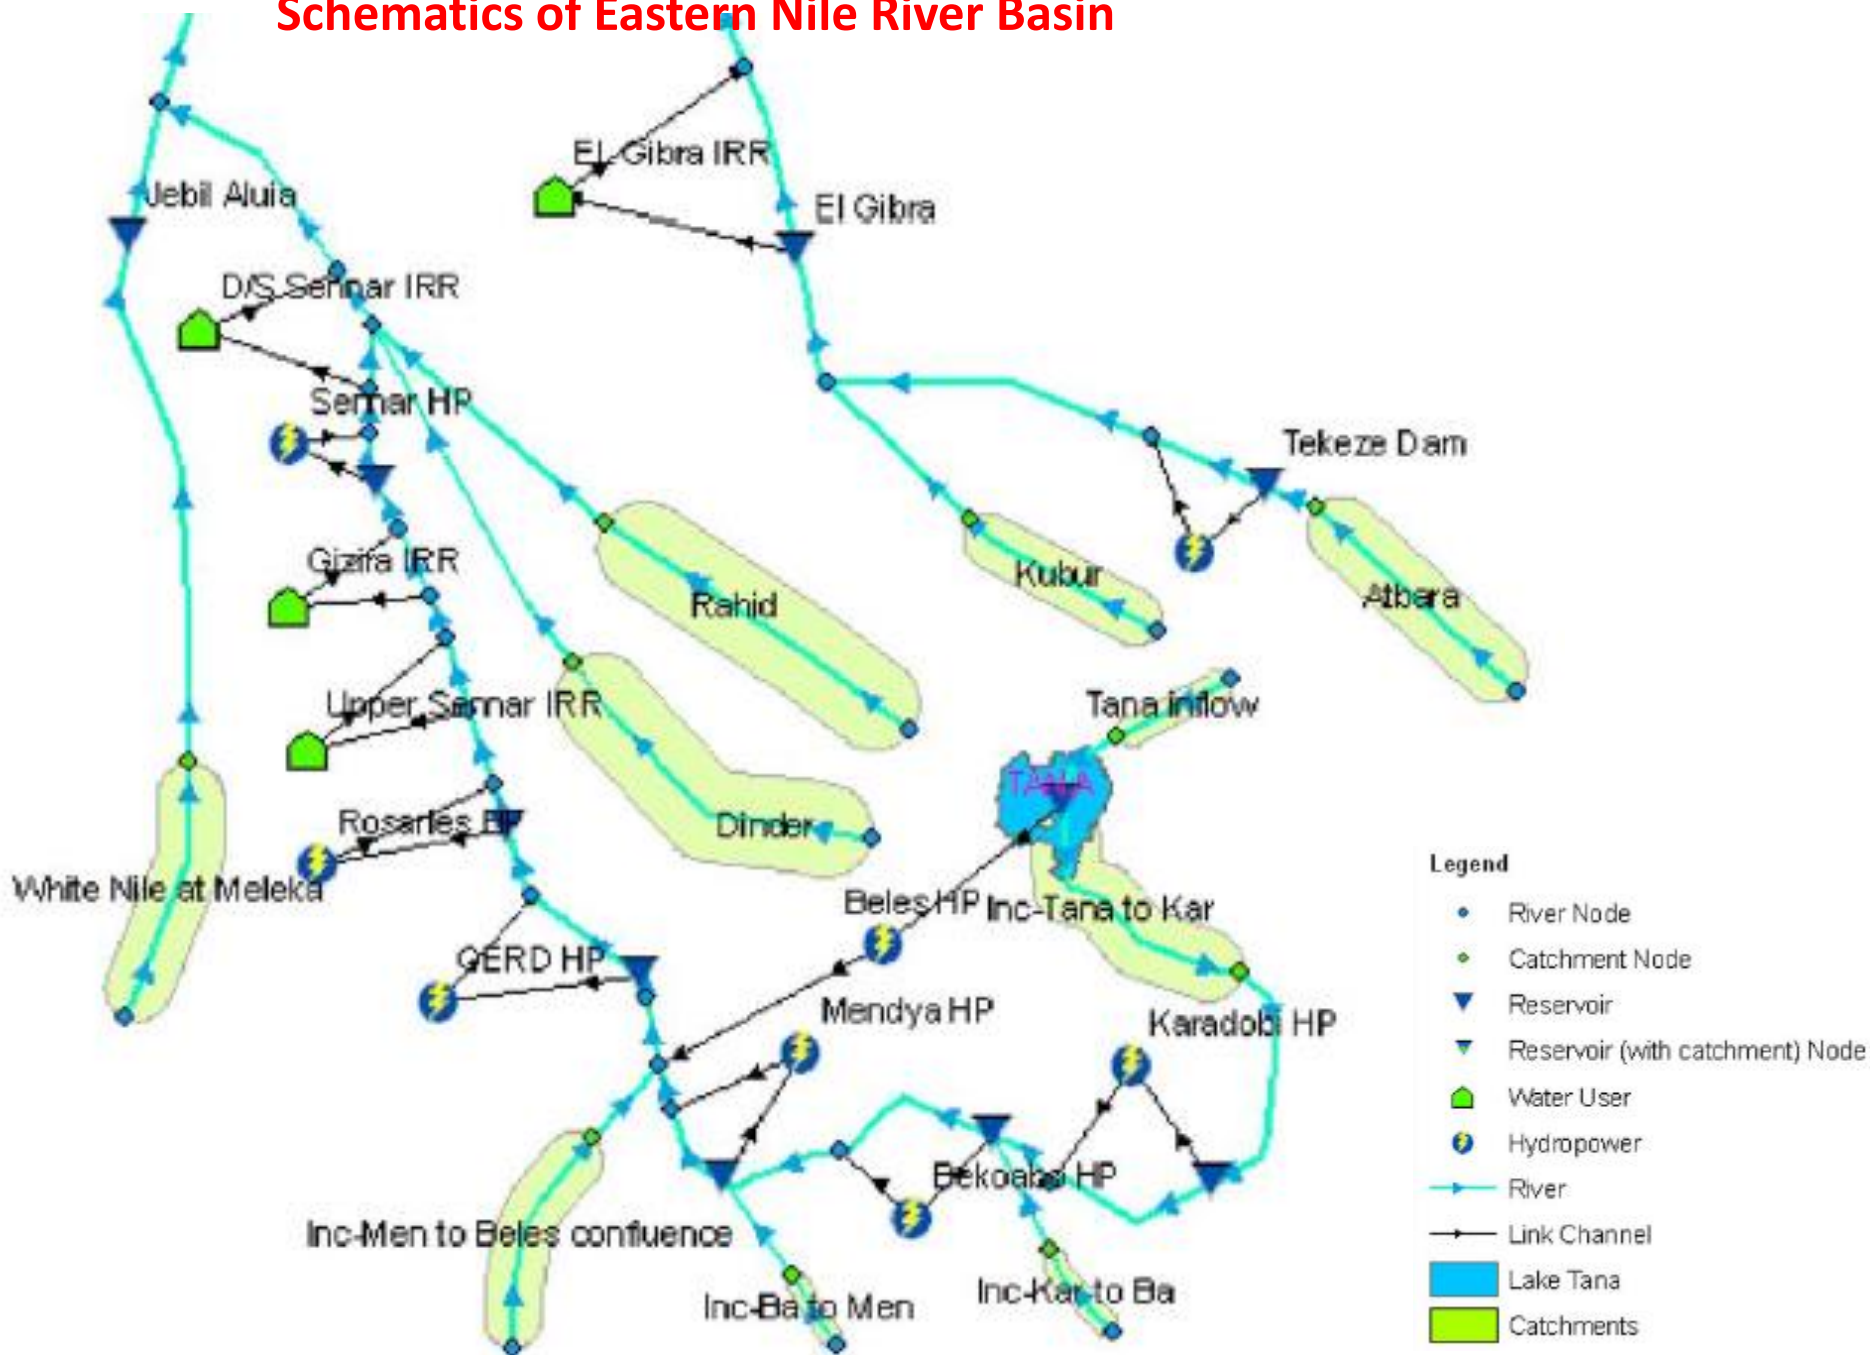 Schematics of Eastern Nile River Basin
EL Gibra IRR
Jebil Aluia
El Gibra
D/S Sennar IRR
Sennar HP
Tekeze Dam
Gizira IRR
Kubur
Rahid
Atbara
Upper Sennar IRR
Tana inflow
TANA
Rosaries
Dinder
White Nile at Meleka
Beles HP
Inc-Tana to Kar
GERD HP
Mendya HP
Karadobi HP
Bekoabo HP
Inc-Men to Beles confluence
Inc-Kar to Ba
Inc-Ba to Men
Legend
River Node
Catchment Node
Reservoir
Reservoir (with catchment) Node
Water User
Hydropower
River
Link Channel
Lake Tana
Catchments